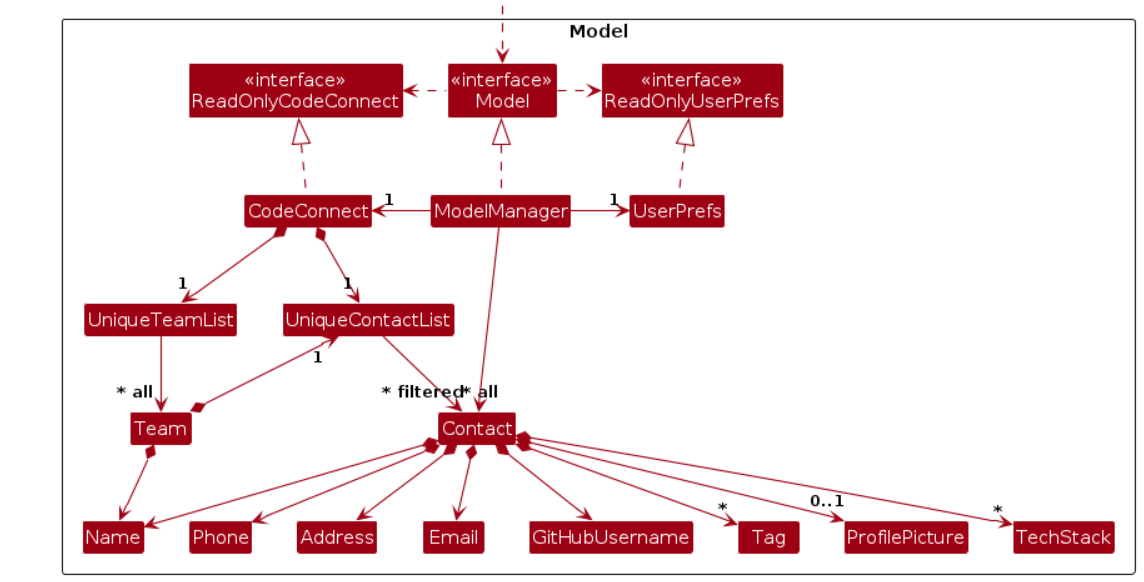 Model
«interface»
ReadOnlyCodeConnect
«interface»
Model
«interface»
ReadOnlyUserPrefs
CodeConnect
1
ModelManager
1
UserPrefs
1
1
UniqueTeamList
UniqueContactList
1
* all
* filtered
* all
Team
Contact
*
0..1
*
Name
Phone
Address
Email
GitHubUsername
Tag
ProfilePicture
TechStack